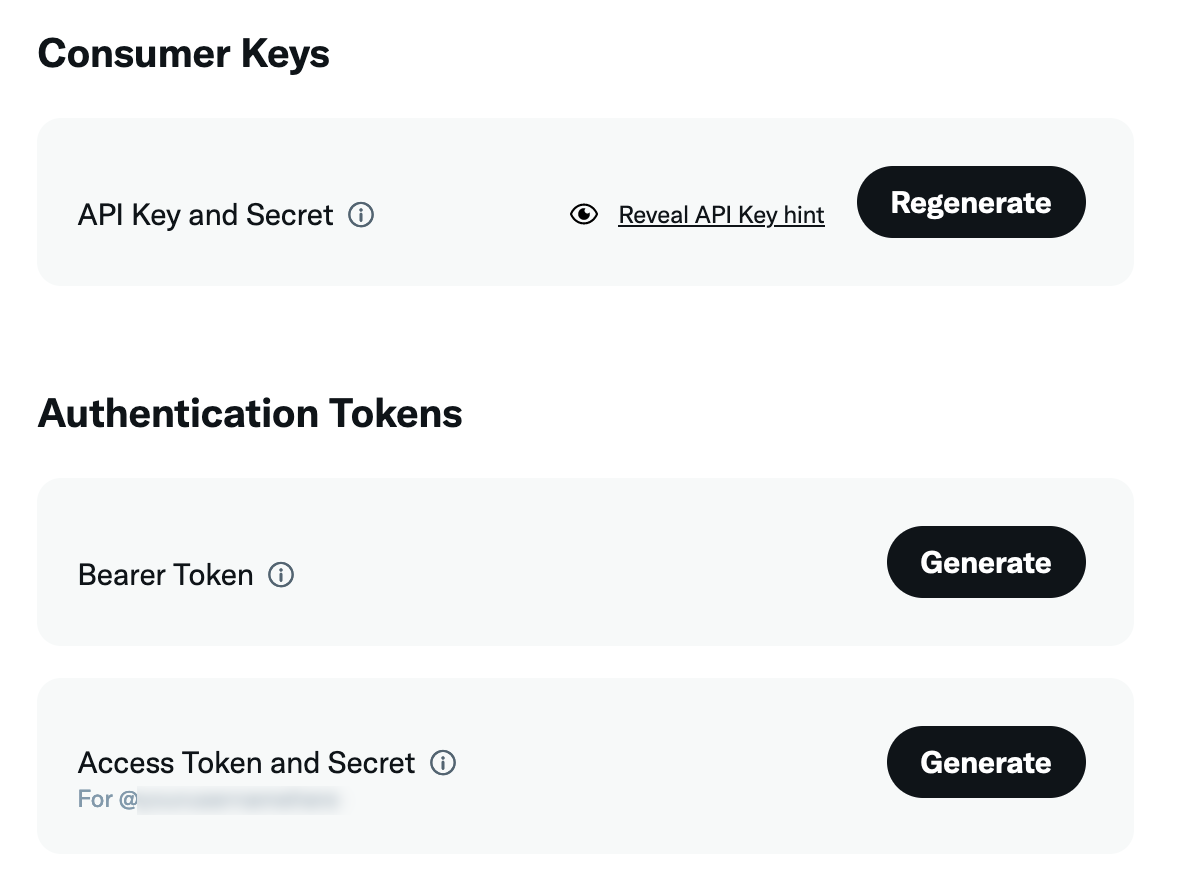 Consumer Keys
API Key and Secret
Reveal API Key hint
Regenerate
Authentication Tokens
Bearer Token
Generate
Access Token and Secret
For @
Generate